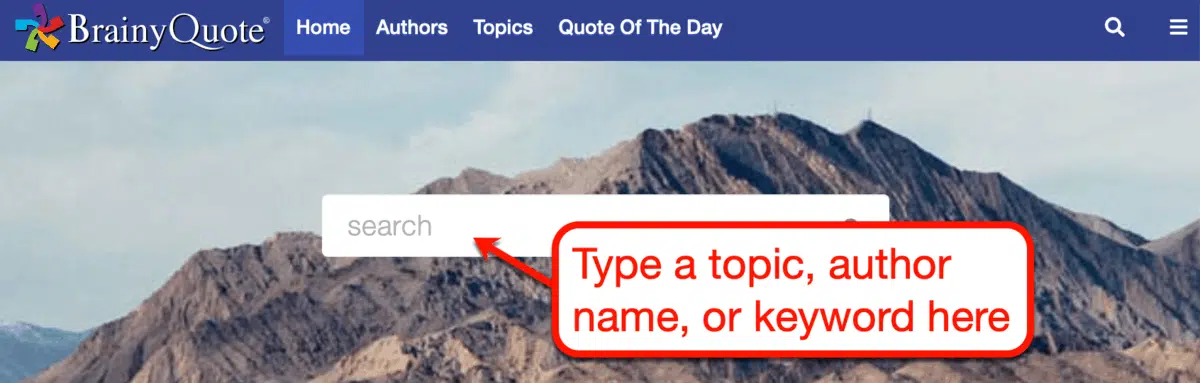 BrainyQuote® Home Authors Topics Quote Of The Day
search
Type a topic, author
name, or keyword here